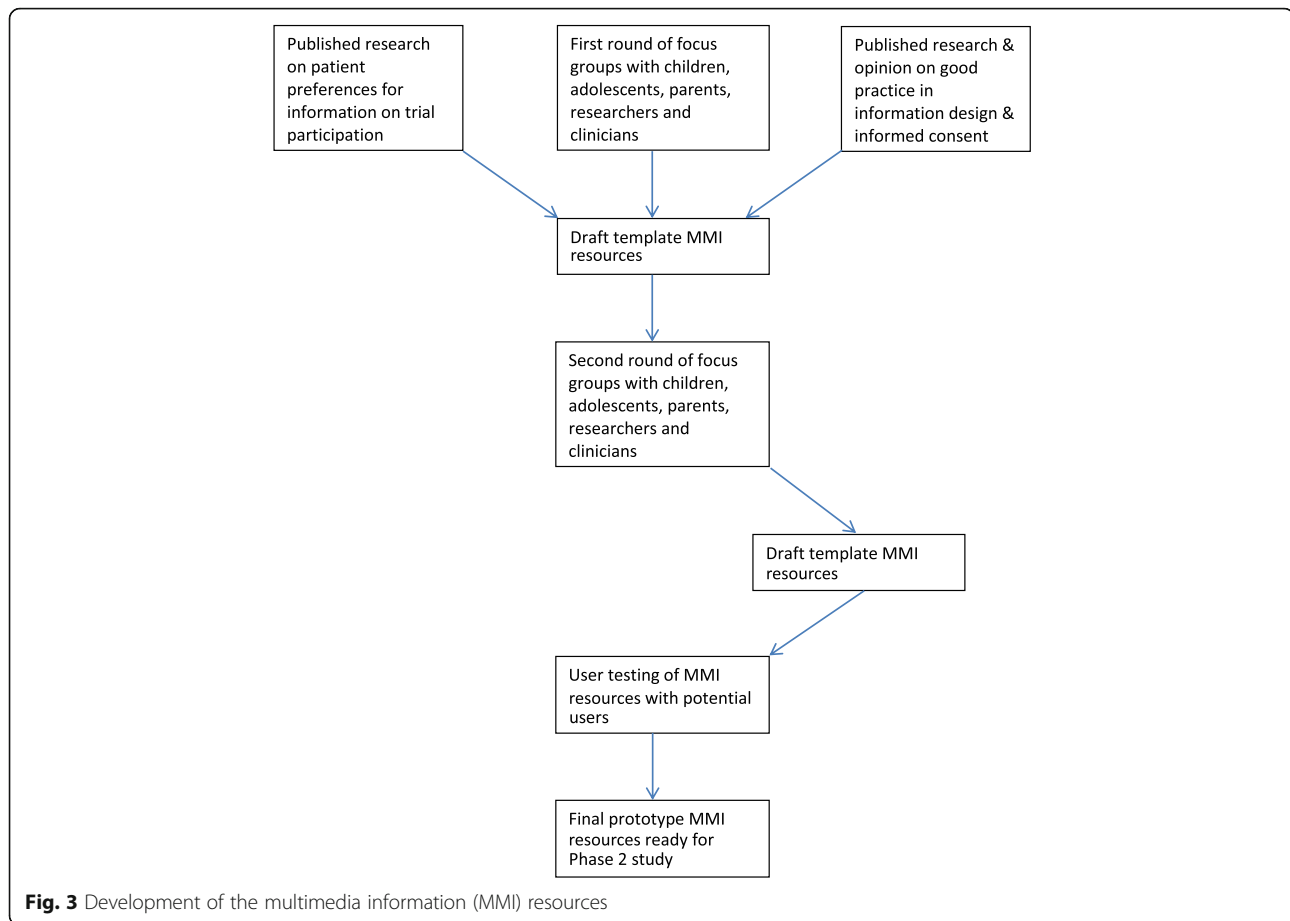 Published research
on patient
preferences for
information on trial
participation
First round of focus
groups with children,
adolescents, parents,
researchers and
clinicians
Published research &
opinion on good
practice in
information design &
informed consent
Draft template MMI
resources
Second round of focus
groups with children,
adolescents, parents,
researchers and
clinicians
Draft template MMI
resources
User testing of MMI
resources with potential
users
Final prototype MMI
resources ready for
Phase 2 study
Fig. 3 Development of the multimedia information (MMI) resources